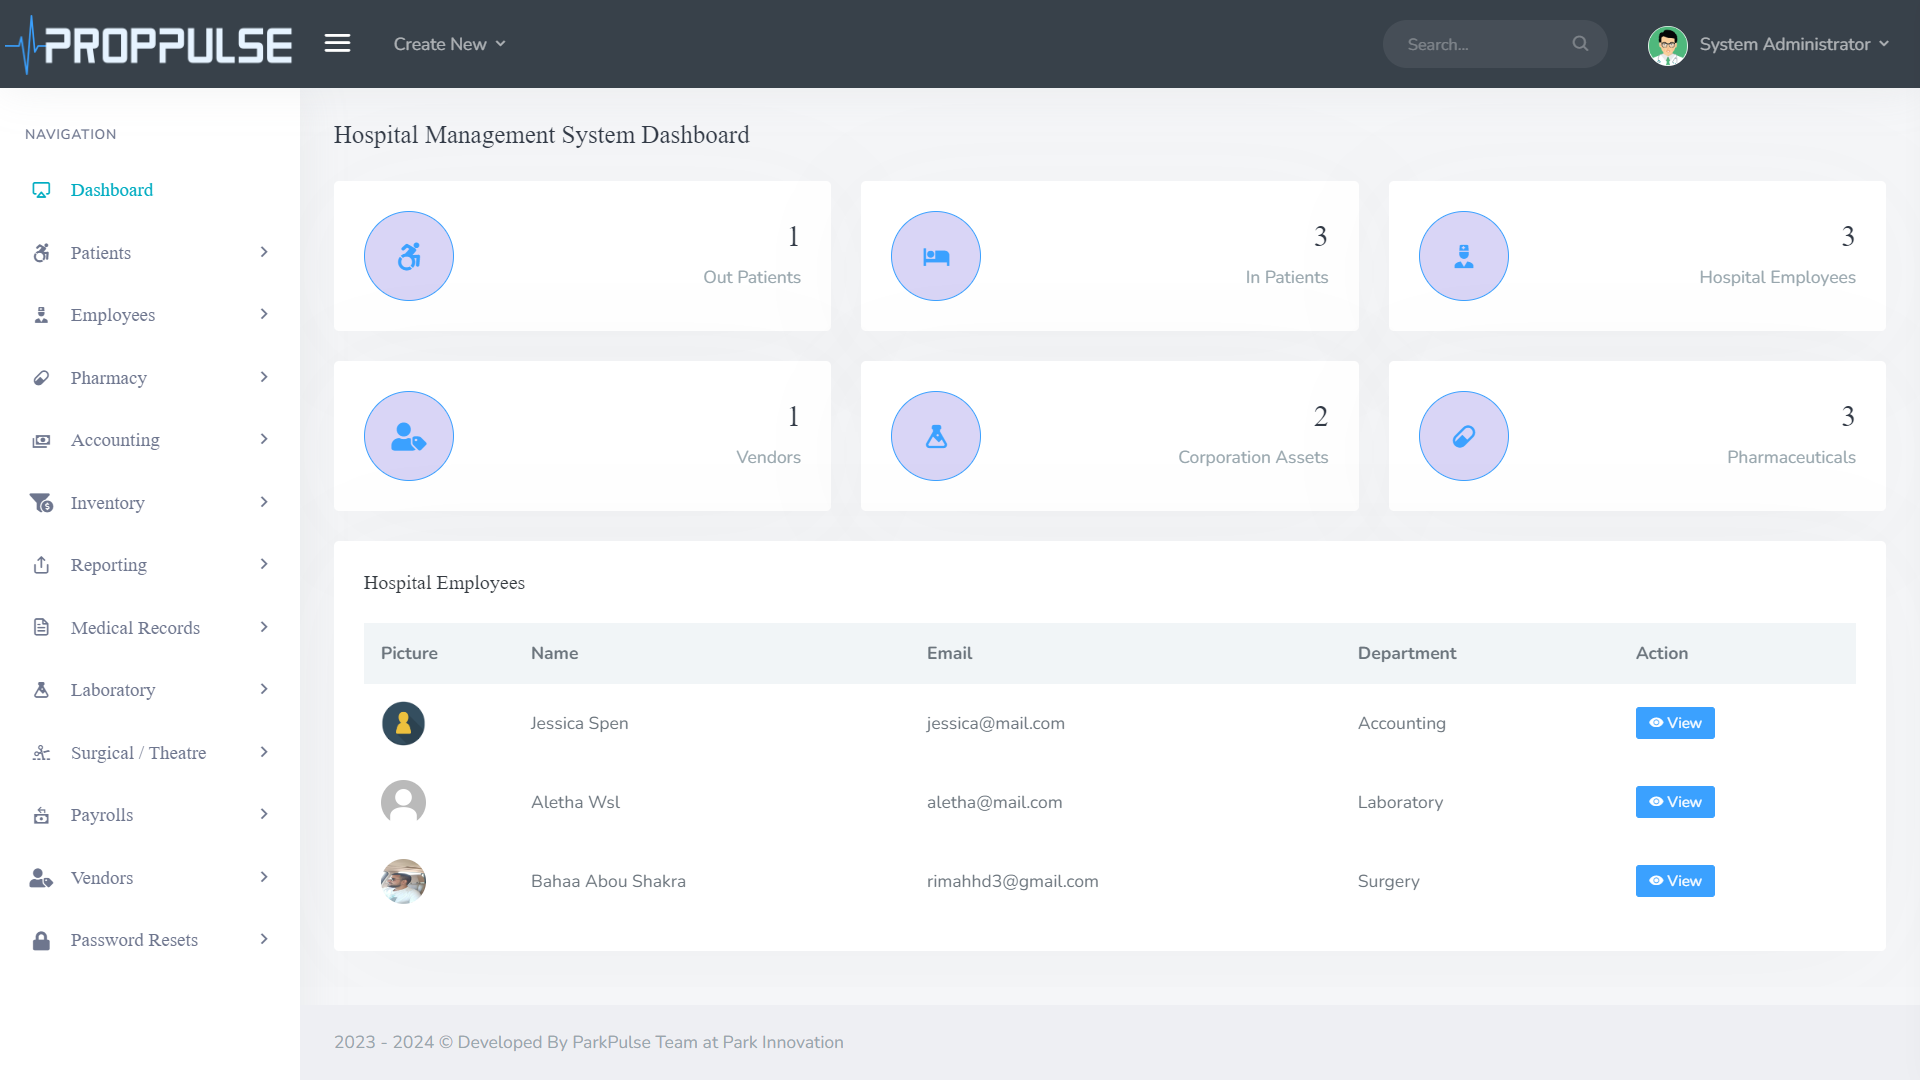 PROPPULSE
Create New
Search...
System Administrator
NAVIGATION
Dashboard
Patients
Employees
Pharmacy
Accounting
Inventory
Reporting
Medical Records
Laboratory
Surgical / Theatre
Payrolls
Vendors
Password Resets
Hospital Management System Dashboard
1
Out Patients
3
In Patients
3
Hospital Employees
1
Vendors
2
Corporation Assets
3
Pharmaceuticals
Hospital Employees
Picture Name Email Department Action
Jessica Spen jessica@mail.com Accounting View
Aletha Wsl aletha@mail.com Laboratory View
Bahaa Abou Shakra rimahhd3@gmail.com Surgery View
2023 - 2024 © Developed By ParkPulse Team at Park Innovation